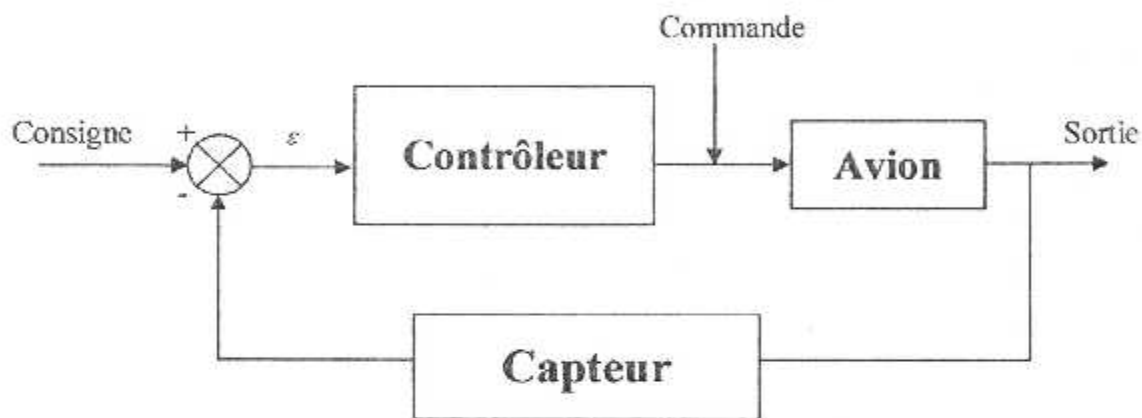 Commande
Consigne
+
ε
Contrôleur
Avion
Sortie
-
Capteur